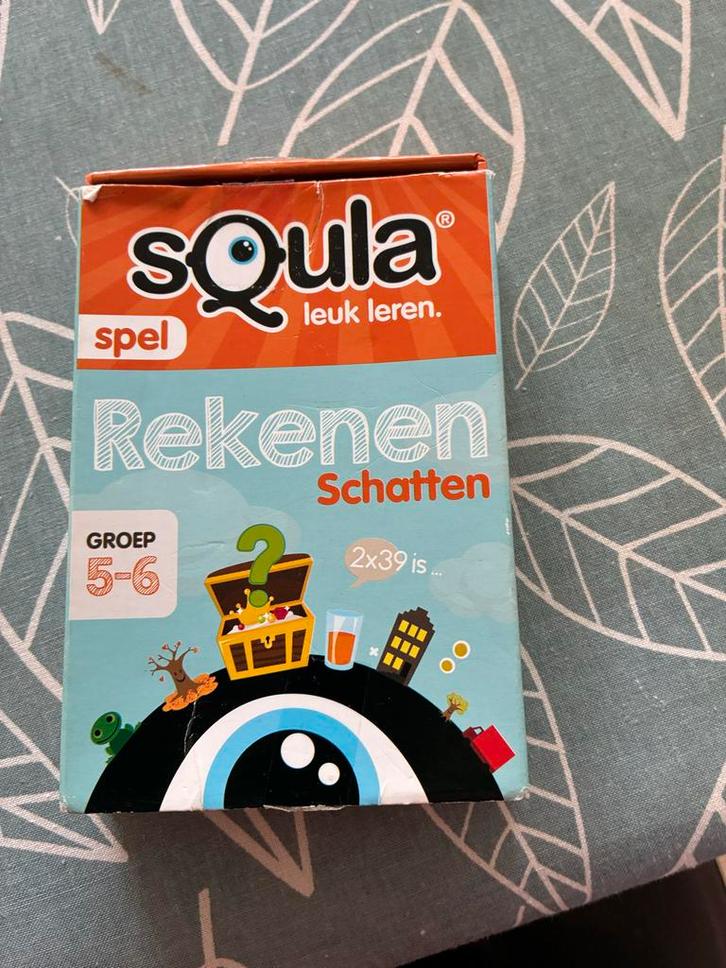 sQula®
leuk leren.
spel
Rekenen
Schatten
GROEP
5-6
?
2x39 is ...